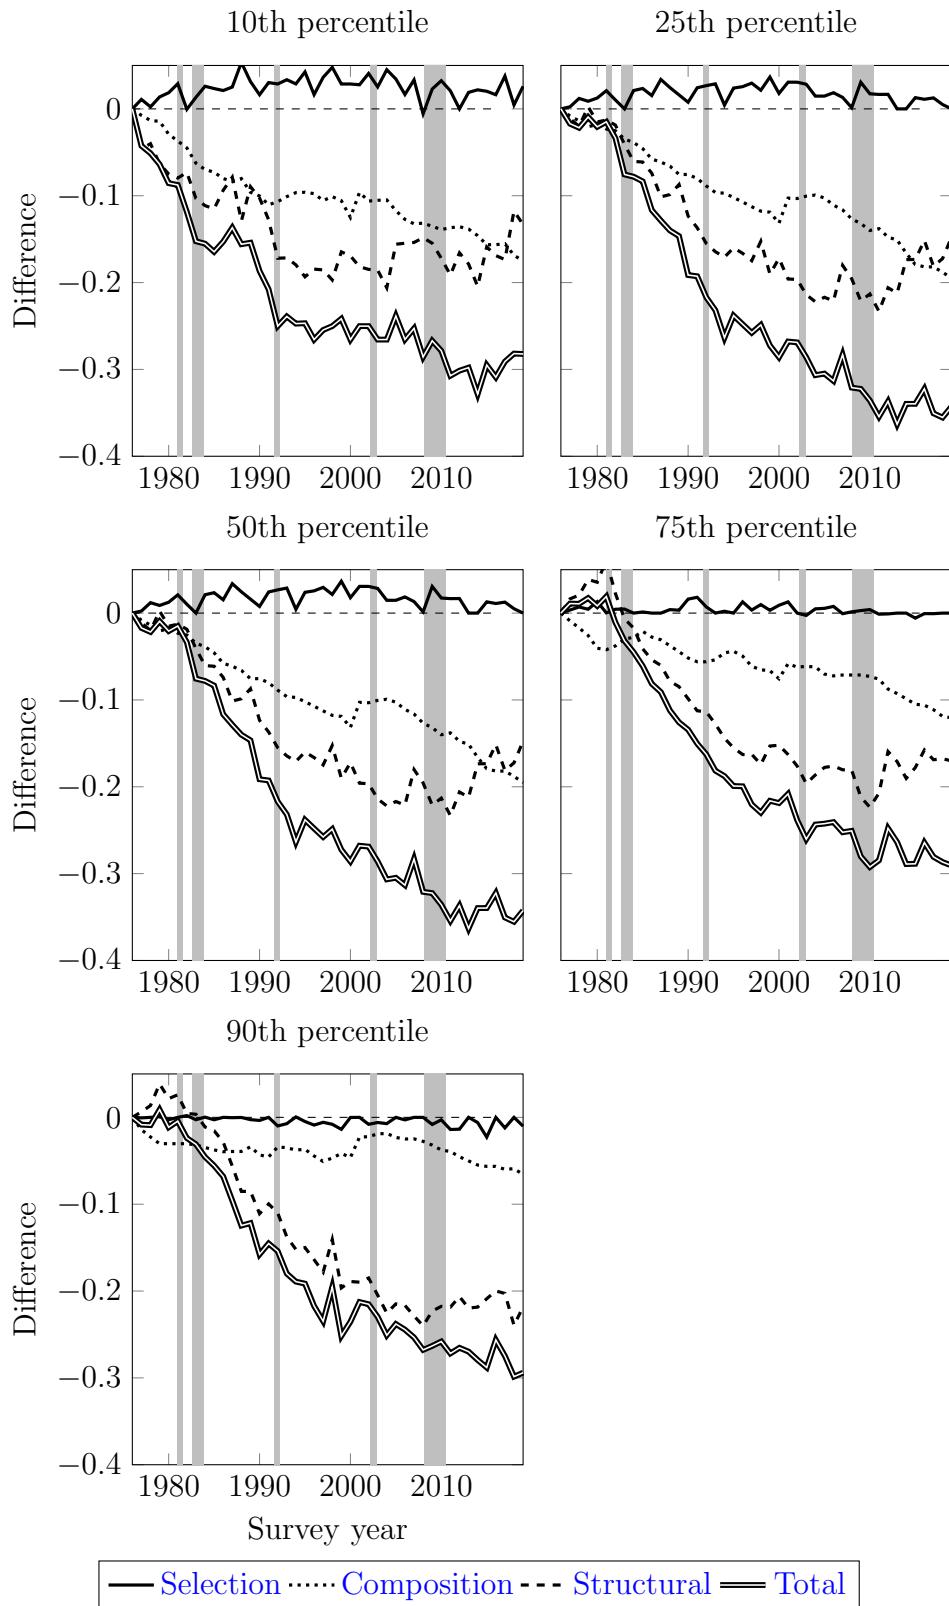 10th percentile
25th percentile
0
−0.1
−0.2
−0.3
−0.4
Difference
1980 1990 2000 2010
1980 1990 2000 2010
50th percentile
75th percentile
0
−0.1
−0.2
−0.3
−0.4
Difference
1980 1990 2000 2010
1980 1990 2000 2010
90th percentile
0
−0.1
−0.2
−0.3
−0.4
Difference
1980 1990 2000 2010
Survey year
Selection Composition Structural Total